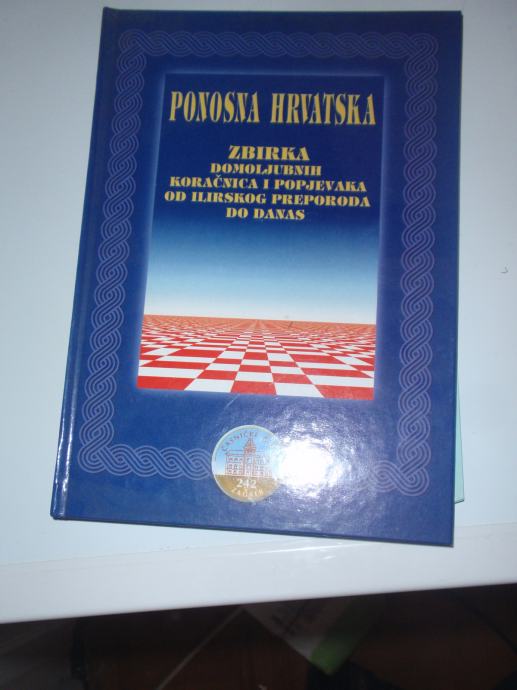 PONOSNA HRVATSKA
ZBIRKA
DOMOLJUBNIH
KORAČNICA I POPJEVAKA
OD ILIRSKOG PREPORODA
DO DANAS
242
ZAGREB